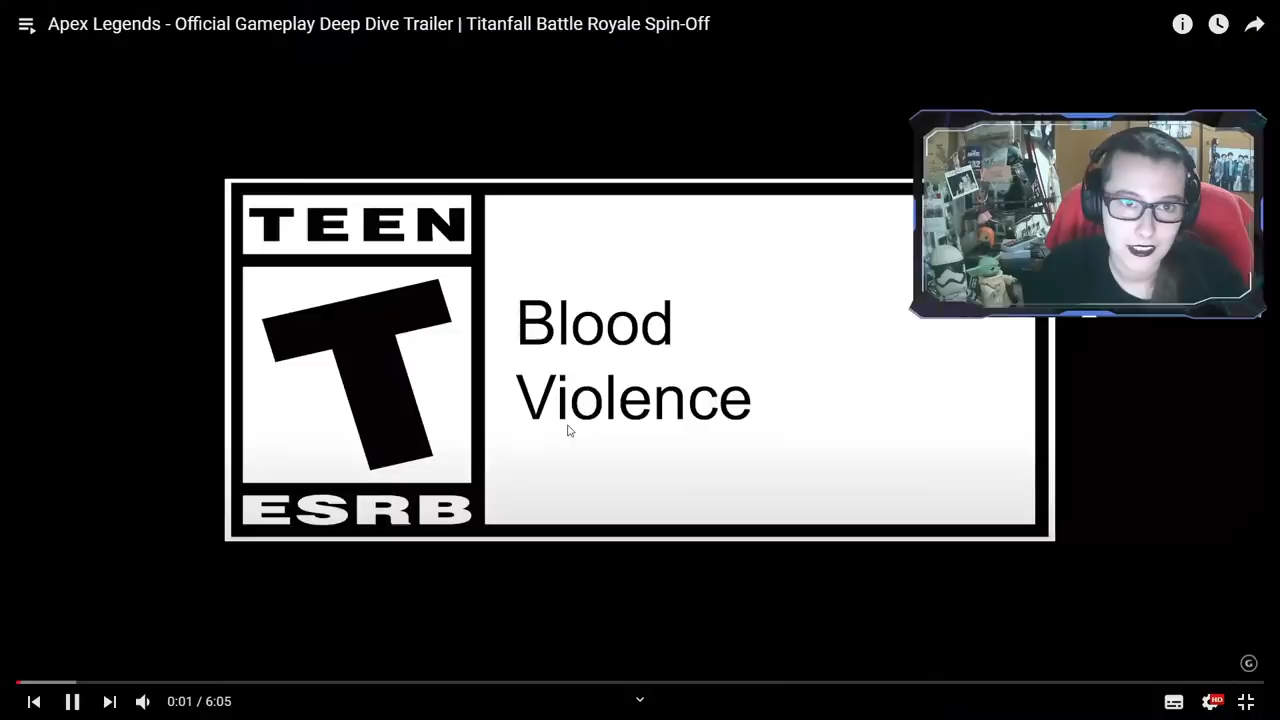 Apex Legends - Official Gameplay Deep Dive Trailer | Titanfall Battle Royale Spin-Off
TEEN
T
ESRB
Blood
Violence
0:01 / 6:05
HD
G